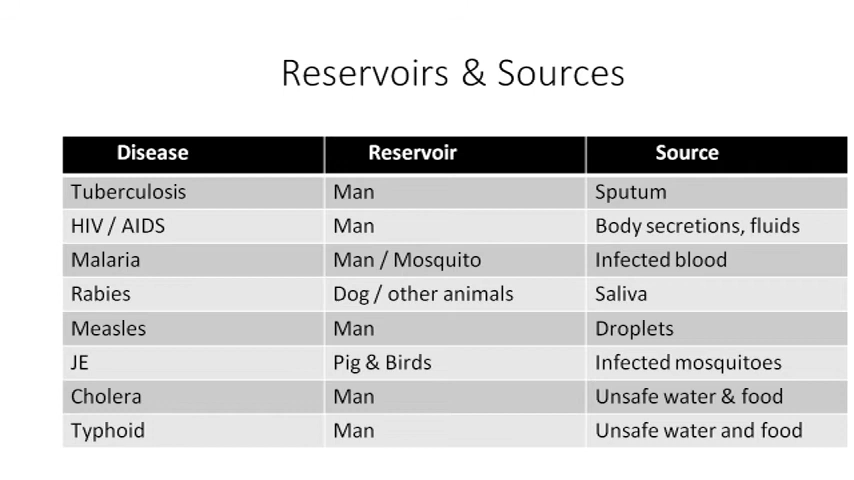 Reservoirs & Sources
Disease Reservoir Source
Tuberculosis Man Sputum
HIV / AIDS Man Body secretions, fluids
Malaria Man / Mosquito Infected blood
Rabies Dog / other animals Saliva
Measles Man Droplets
JE Pig & Birds Infected mosquitoes
Cholera Man Unsafe water & food
Typhoid Man Unsafe water and food